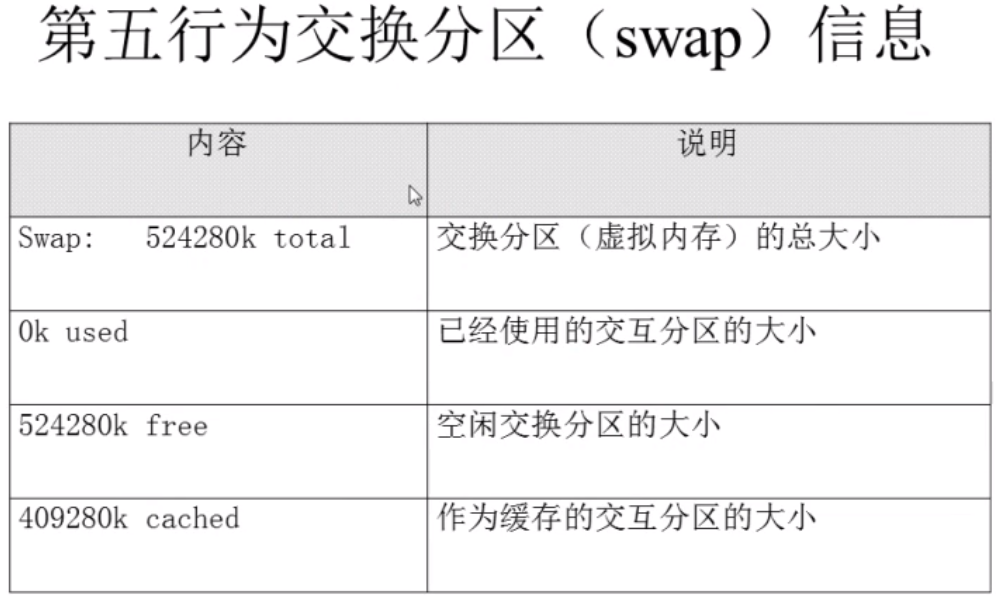 第五行为交换分区（swap）信息
内容 说明
Swap: 524280k total 交换分区（虚拟内存）的总大小
0k used 已经使用的交互分区的大小
524280k free 空闲交换分区的大小
409280k cached 作为缓存的交互分区的大小